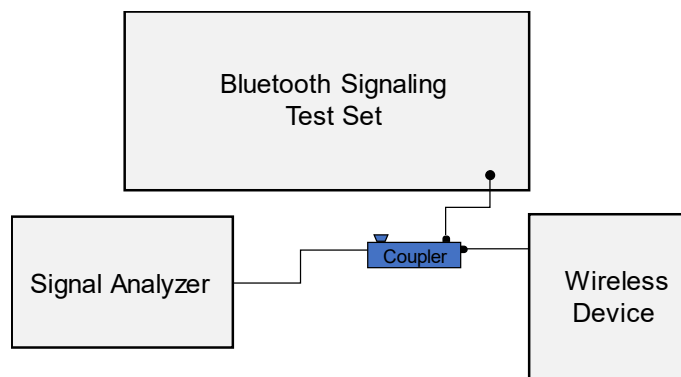 Bluetooth Signaling
Test Set
Signal Analyzer
Coupler
Wireless
Device